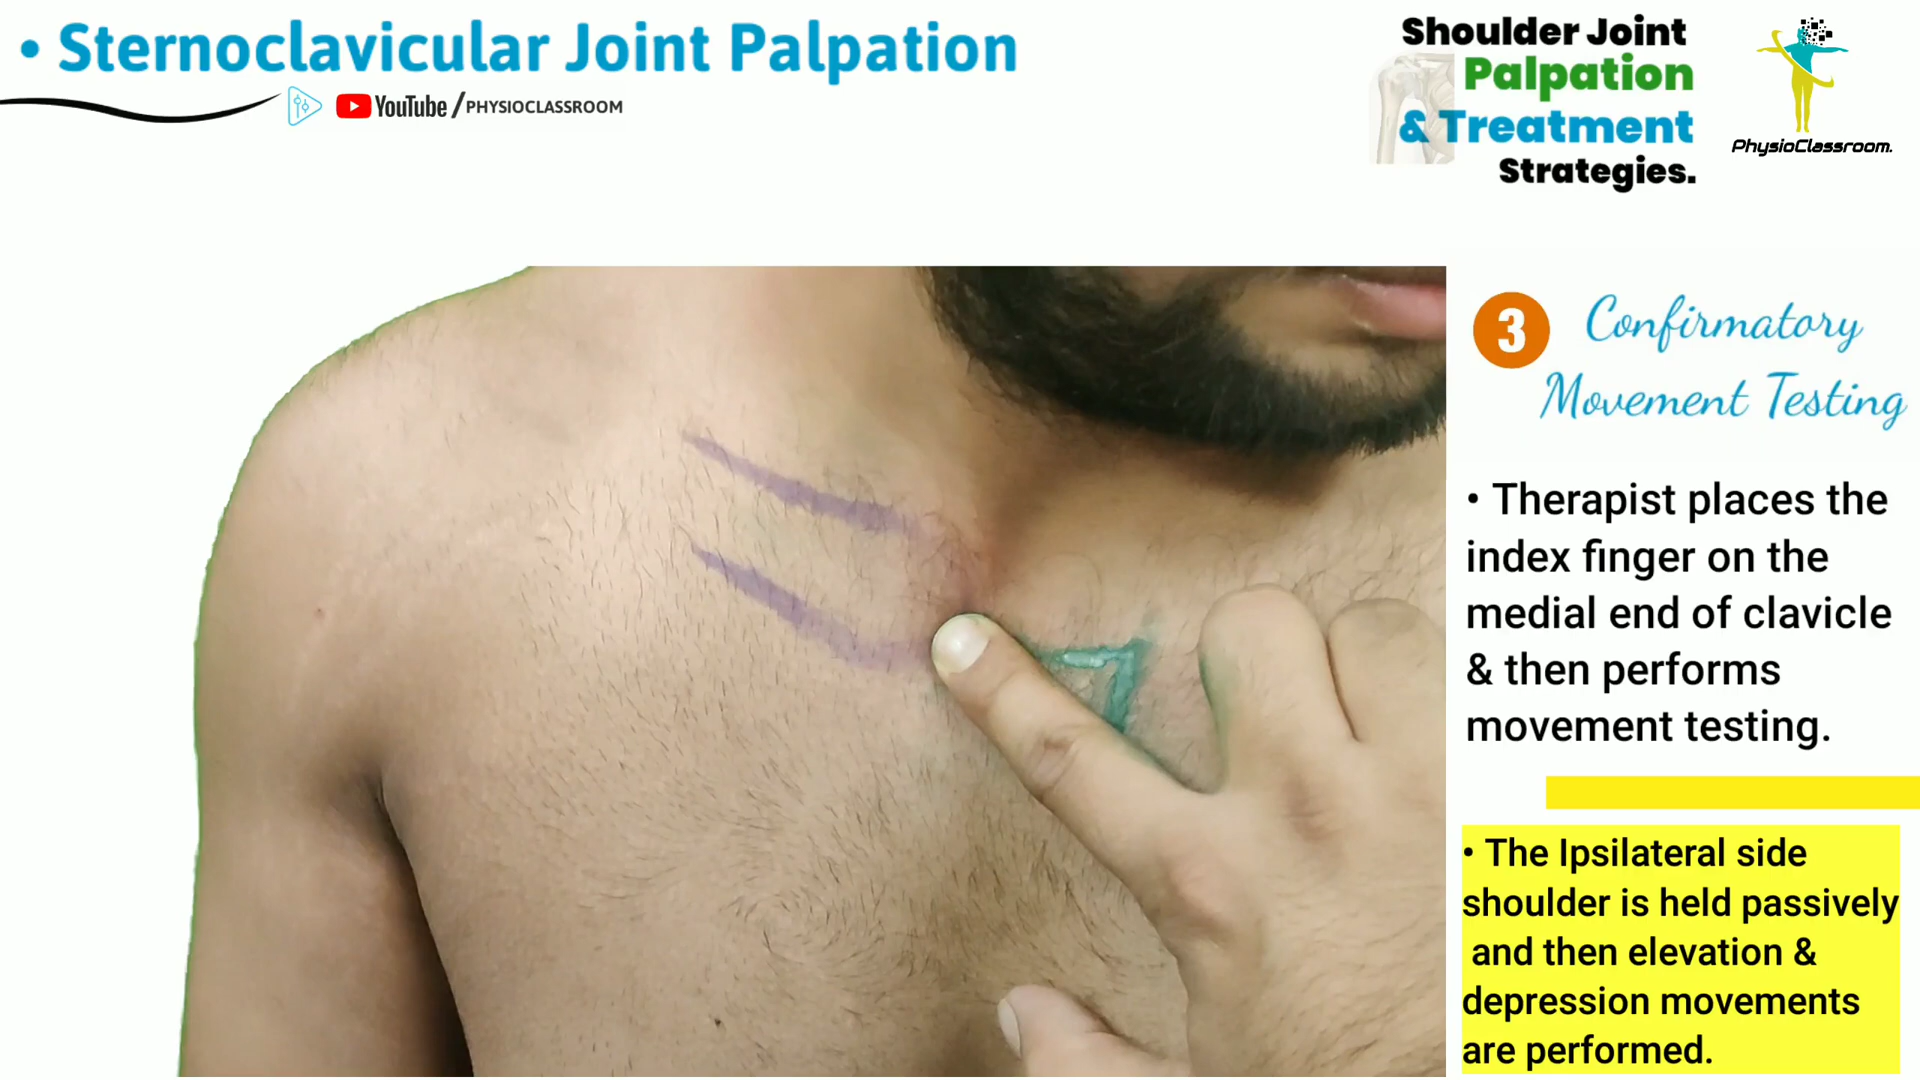 • Sternoclavicular Joint Palpation
YouTube /PHYSIOCLASSROOM
Shoulder Joint
Palpation
& Treatment
Strategies.
PhysioClassroom.
3
Confirmatory
Movement Testing
• Therapist places the
index finger on the
medial end of clavicle
& then performs
movement testing.
• The Ipsilateral side
shoulder is held passively
and then elevation &
depression movements
are performed.